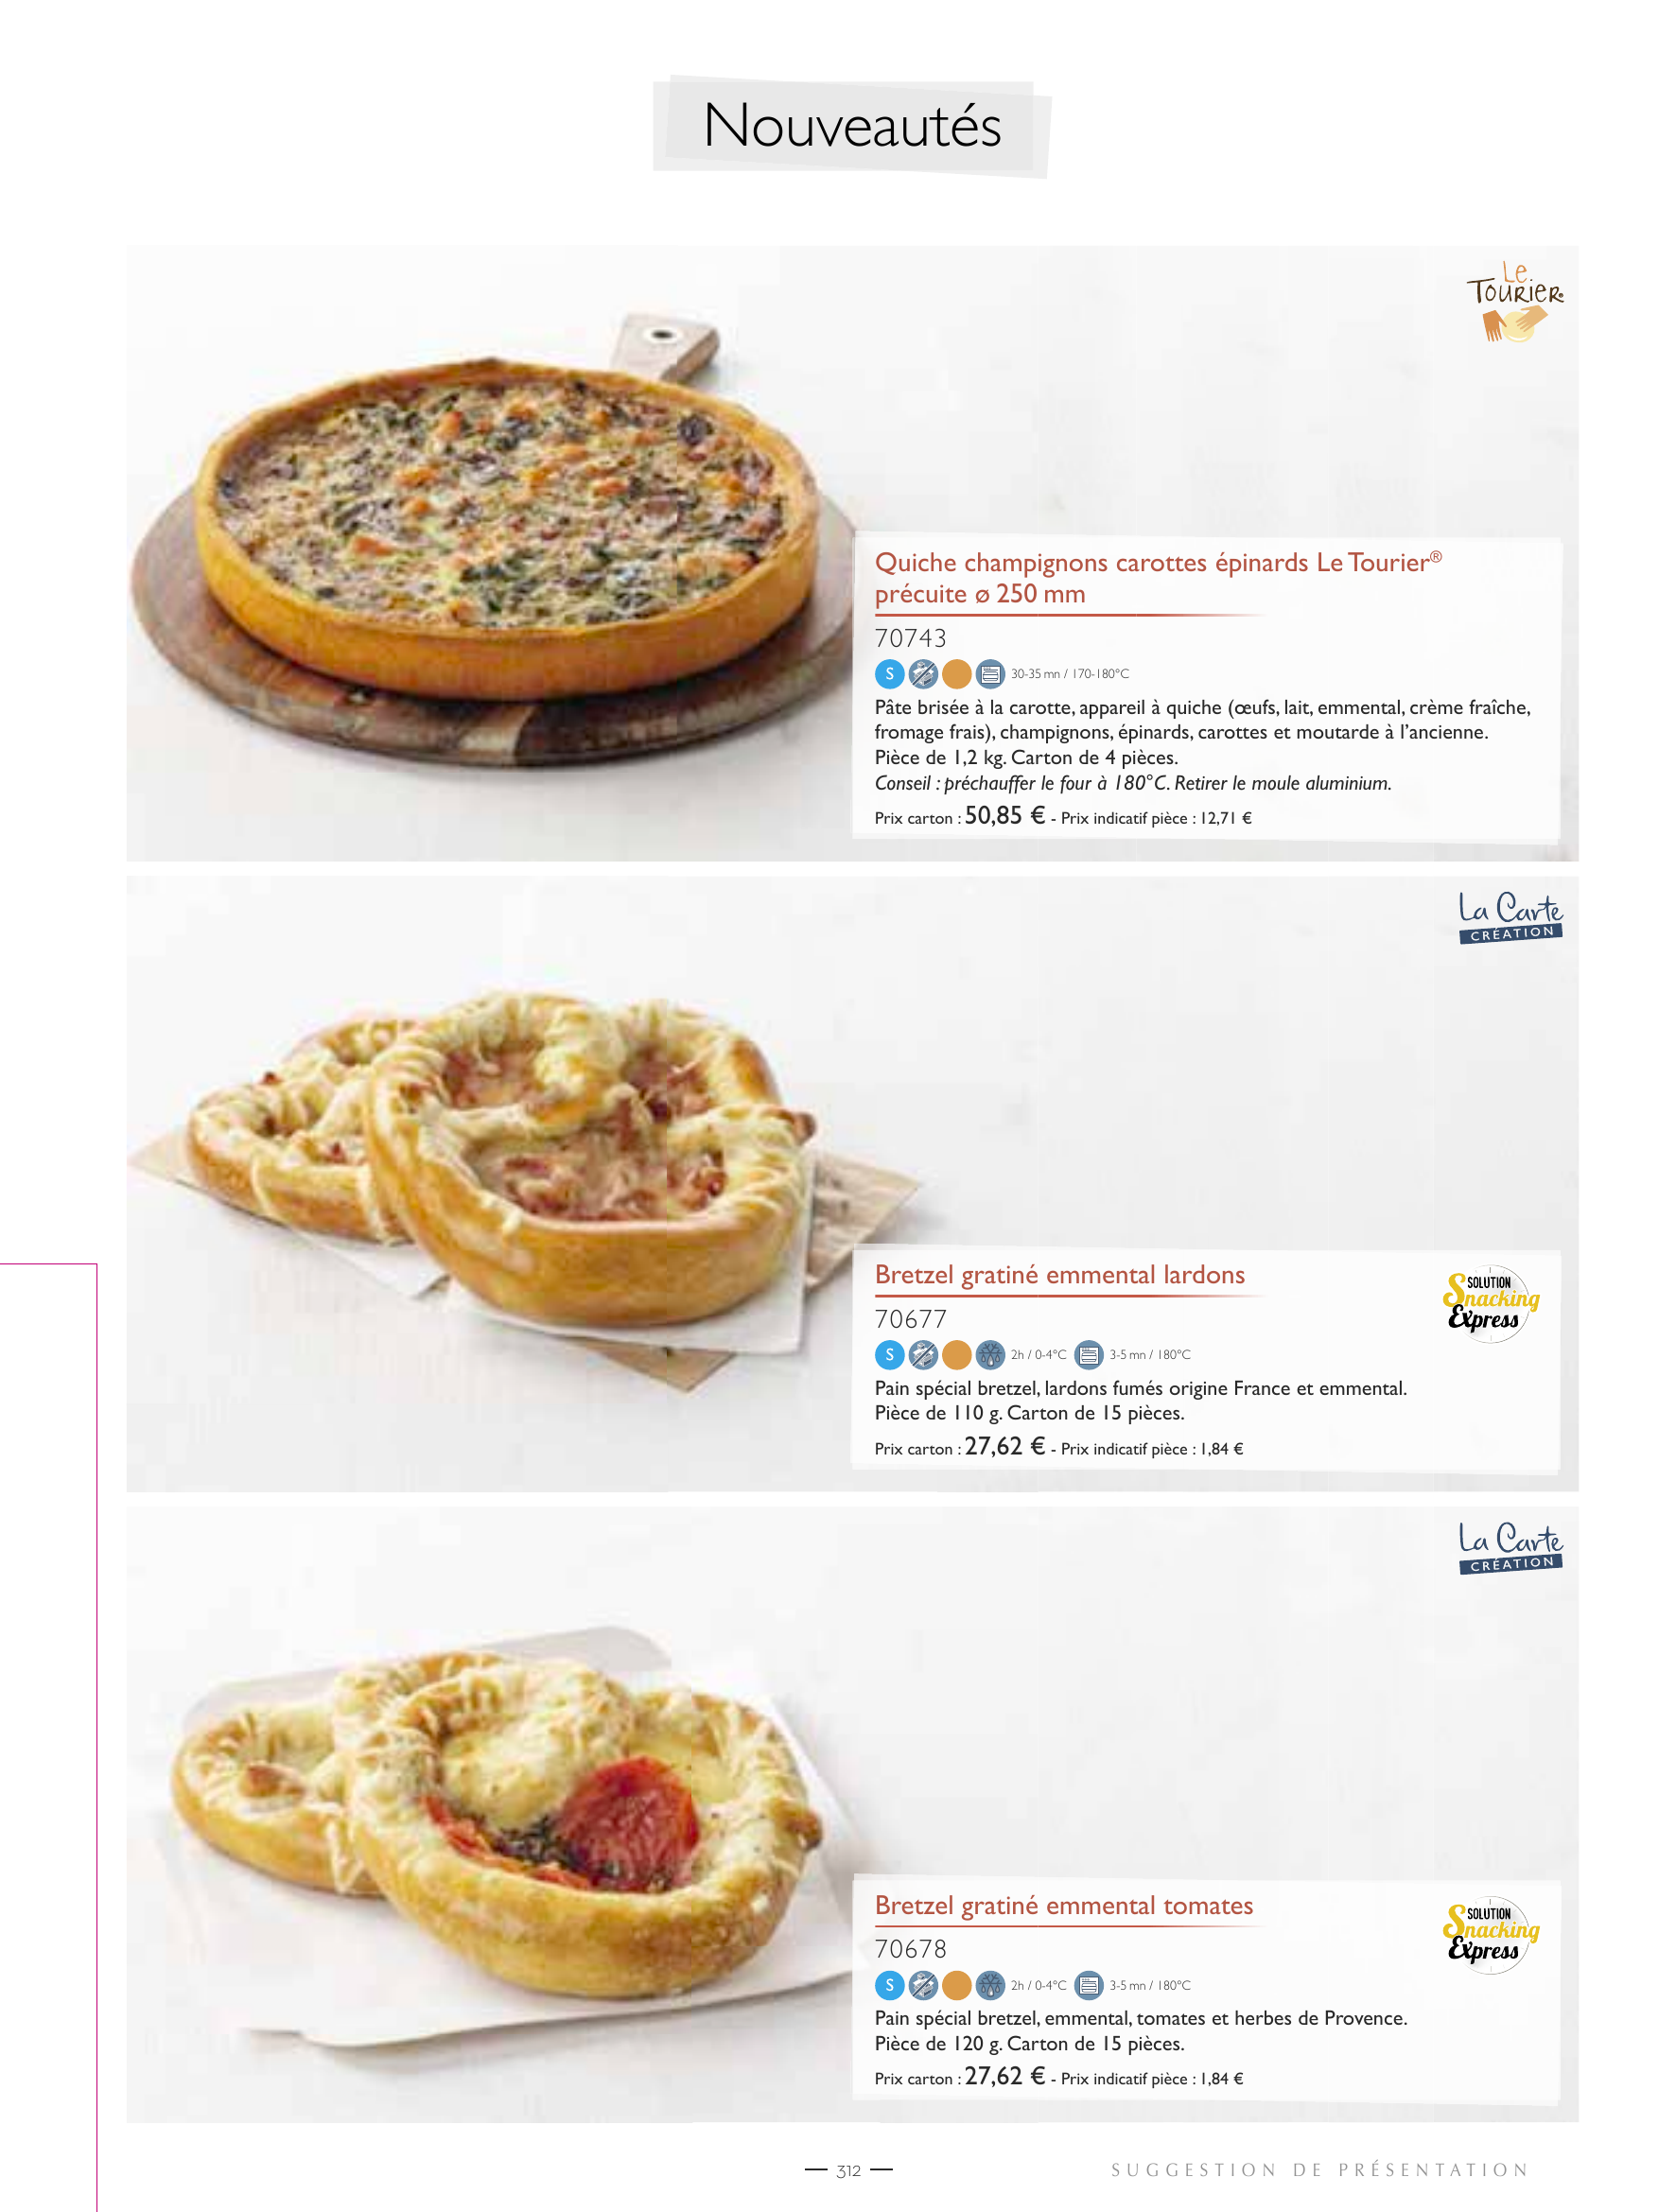 Nouveautés
Le
Tourier®
Quiche champignons carottes épinards Le Tourier®
précuite ø 250 mm
70743
S 30-35 mn / 170-180°C
Pâte brisée à la carotte, appareil à quiche (œufs, lait, emmental, crème fraîche,
fromage frais), champignons, épinards, carottes et moutarde à l'ancienne.
Pièce de 1,2 kg. Carton de 4 pièces.
Conseil : préchauffer le four à 180°C. Retirer le moule aluminium.
Prix carton : 50,85 € - Prix indicatif pièce : 12,71 €
La Carte
CRÉATION
Bretzel gratiné emmental lardons
SOLUTION
Snacking
Express
70677
S 2h / 0-4°C 3-5 mn / 180°C
Pain spécial bretzel, lardons fumés origine France et emmental.
Pièce de 110 g. Carton de 15 pièces.
Prix carton : 27,62 € - Prix indicatif pièce : 1,84 €
La Carte
CRÉATION
Bretzel gratiné emmental tomates
SOLUTION
Snacking
Express
70678
S 2h / 0-4°C 3-5 mn / 180°C
Pain spécial bretzel, emmental, tomates et herbes de Provence.
Pièce de 120 g. Carton de 15 pièces.
Prix carton : 27,62 € - Prix indicatif pièce : 1,84 €
— 312 —
SUGGESTION DE PRÉSENTATION